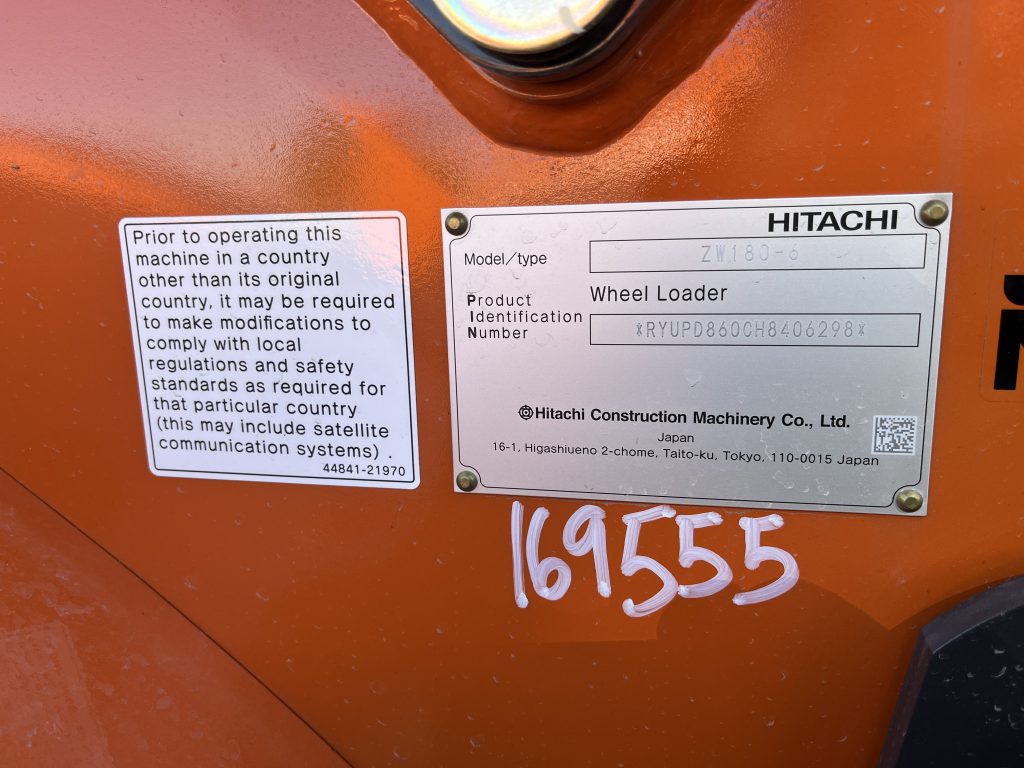 Prior to operating this
machine in a country
other than its original
country, it may be required
to make modifications to
comply with local
regulations and safety
standards as required for
that particular country
(this may include satellite
communication systems) .
44841-21970
HITACHI
Model/type ZW180-6
Wheel Loader
Product
Identification
Number
*RYUPD860CH8406298*
Hitachi Construction Machinery Co., Ltd.
Japan
16-1, Higashiueno 2-chome, Taito-ku, Tokyo, 110-0015 Japan
169555